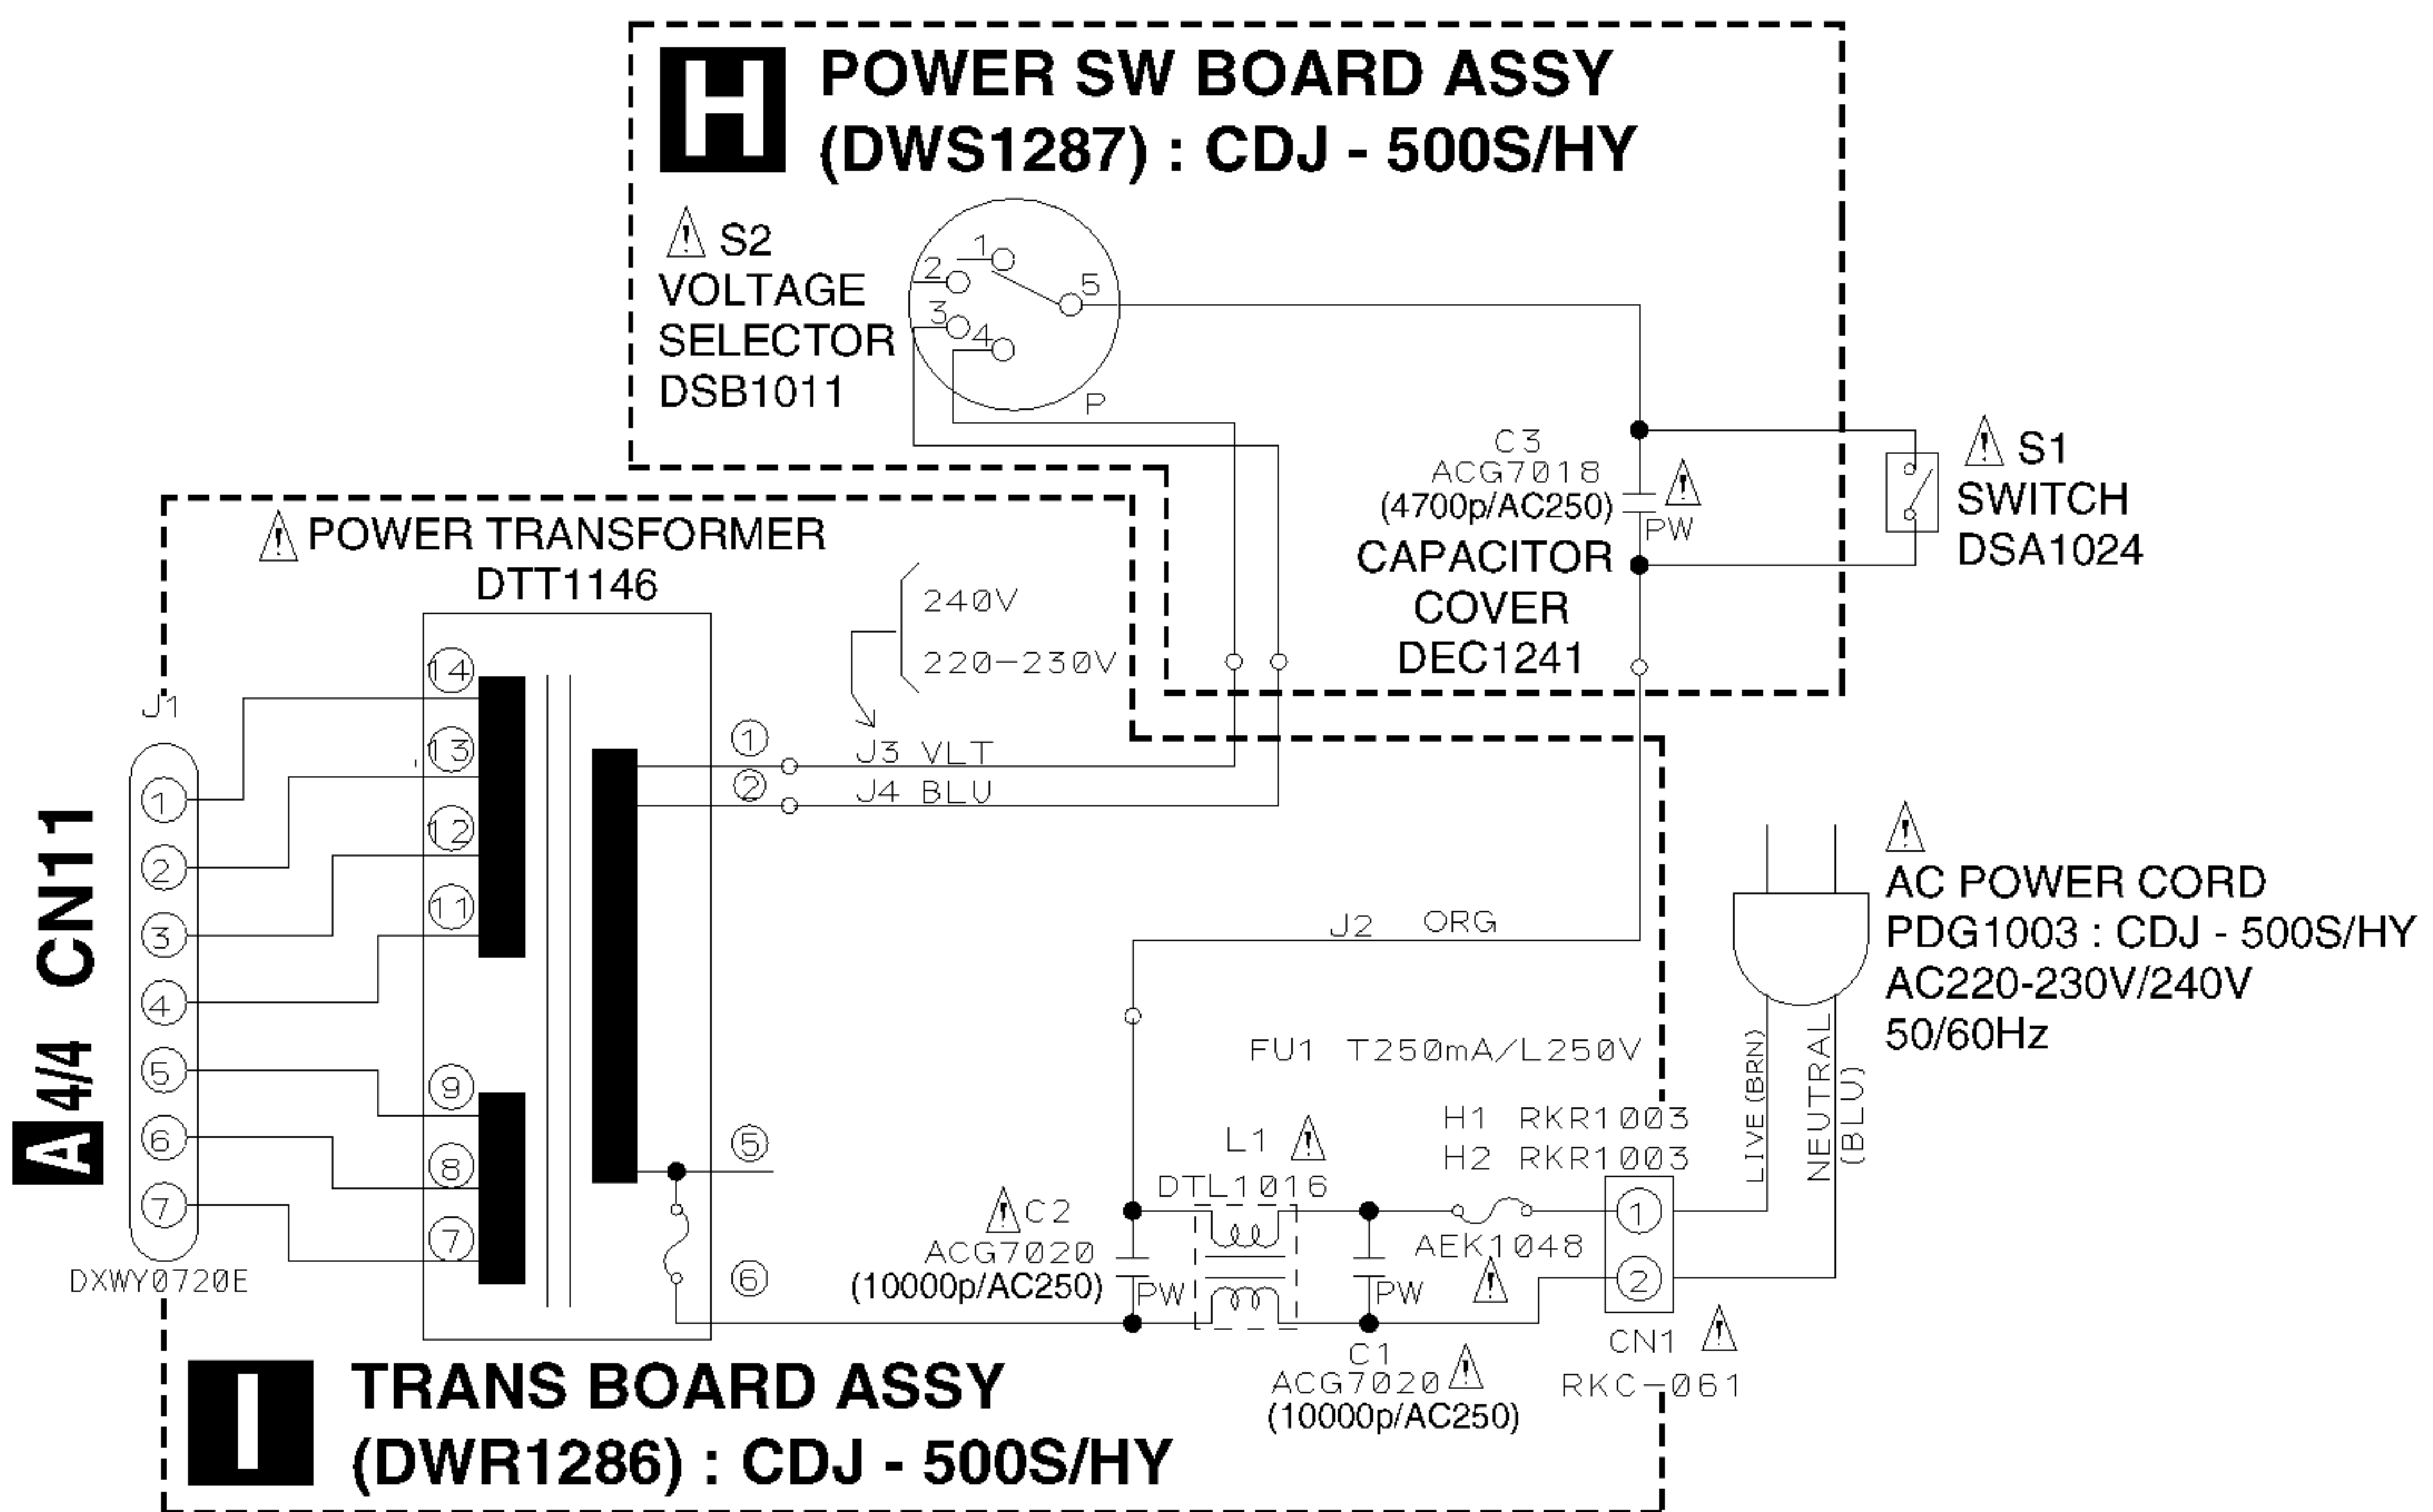 H
POWER SW BOARD ASSY
(DWS1287) : CDJ - 500S/HY
S2
VOLTAGE
SELECTOR
DSB1011
1
2
3
4
5
P
C3
ACG7018
(4700p/AC250)
PW
CAPACITOR
COVER
DEC1241
S1
SWITCH
DSA1024
POWER TRANSFORMER
DTT1146
240V
220-230V
14
13
12
11
9
8
7
1
2
5
6
J3 VLT
J4 BLU
J1
1
2
3
4
5
6
7
DXWY0720E
A 4/4 CN11
J2 ORG
AC POWER CORD
PDG1003 : CDJ - 500S/HY
AC220-230V/240V
50/60Hz
LIVE (BRN)
NEUTRAL
(BLU)
FU1 T250mA/L250V
H1 RKR1003
H2 RKR1003
L1
DTL1016
C2
ACG7020
(10000p/AC250)
PW
PW
AEK1048
1
2
CN1
RKC-061
C1
ACG7020
(10000p/AC250)
I
TRANS BOARD ASSY
(DWR1286) : CDJ - 500S/HY